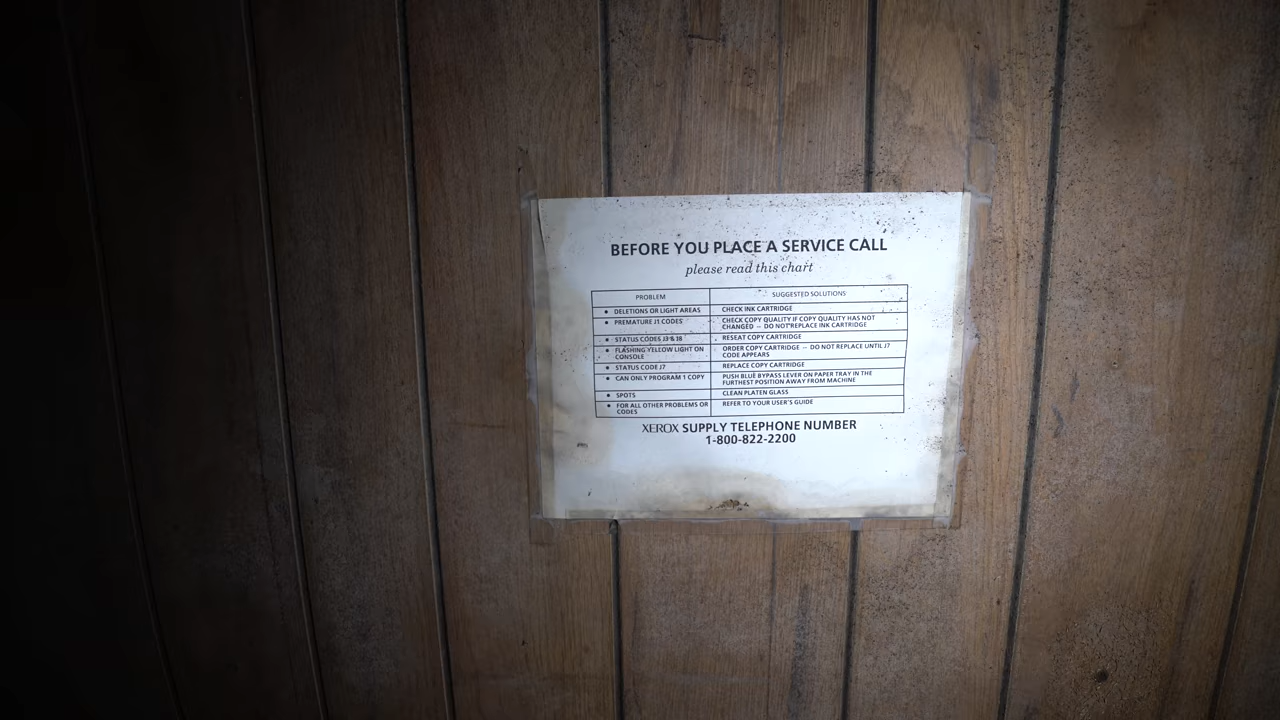 BEFORE YOU PLACE A SERVICE CALL
please read this chart
PROBLEM SUGGESTED SOLUTIONS
• DELETIONS OR LIGHT AREAS CHECK INK CARTRIDGE
• PREMATURE J1 CODES CHECK COPY QUALITY IF COPY QUALITY HAS NOT
CHANGED — DO NOT REPLACE INK CARTRIDGE
• STATUS CODES J3 & J8 RESEAT COPY CARTRIDGE
• FLASHING YELLOW LIGHT ON
CONSOLE
ORDER COPY CARTRIDGE — DO NOT REPLACE UNTIL J7
CODE APPEARS
• STATUS CODE J7 REPLACE COPY CARTRIDGE
• CAN ONLY PROGRAM 1 COPY PUSH BLUE BYPASS LEVER ON PAPER TRAY IN THE
FURTHEST POSITION AWAY FROM MACHINE
• SPOTS CLEAN PLATEN GLASS
• FOR ALL OTHER PROBLEMS OR
CODES
REFER TO YOUR USER'S GUIDE
XEROX SUPPLY TELEPHONE NUMBER
1-800-822-2200